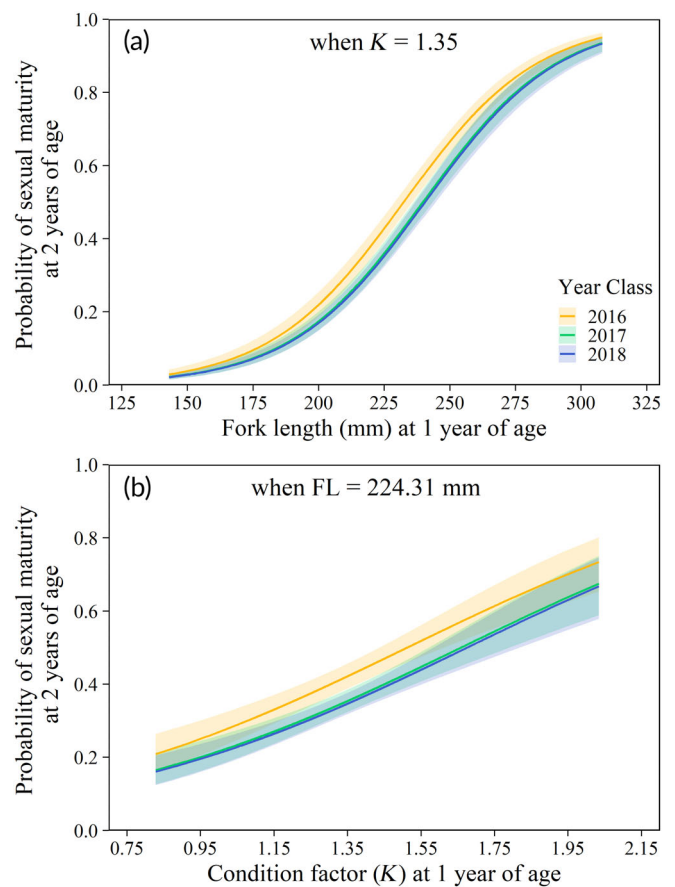 (a)
when K = 1.35
Probability of sexual maturity
at 2 years of age
1.0
0.8
0.6
0.4
0.2
0.0
Year Class
2016
2017
2018
125 150 175 200 225 250 275 300 325
Fork length (mm) at 1 year of age
(b)
when FL = 224.31 mm
Probability of sexual maturity
at 2 years of age
1.0
0.8
0.6
0.4
0.2
0.0
0.75 0.95 1.15 1.35 1.55 1.75 1.95 2.15
Condition factor (K) at 1 year of age